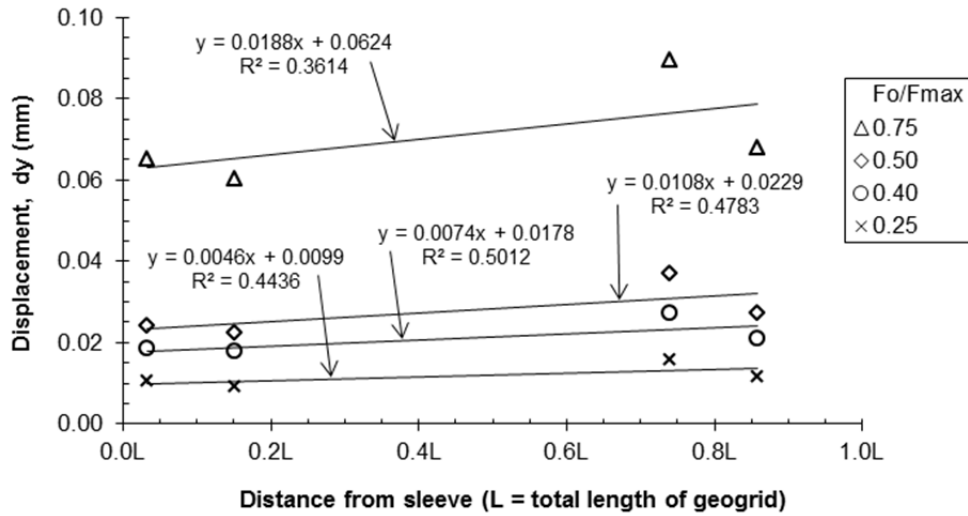 0.10
0.08
0.06
0.04
0.02
0.00
Displacement, dy (mm)
y = 0.0188x + 0.0624
R² = 0.3614
y = 0.0108x + 0.0229
R² = 0.4783
y = 0.0074x + 0.0178
R² = 0.5012
y = 0.0046x + 0.0099
R² = 0.4436
Fo/Fmax
0.75
0.50
0.40
0.25
0.0L 0.2L 0.4L 0.6L 0.8L 1.0L
Distance from sleeve (L = total length of geogrid)